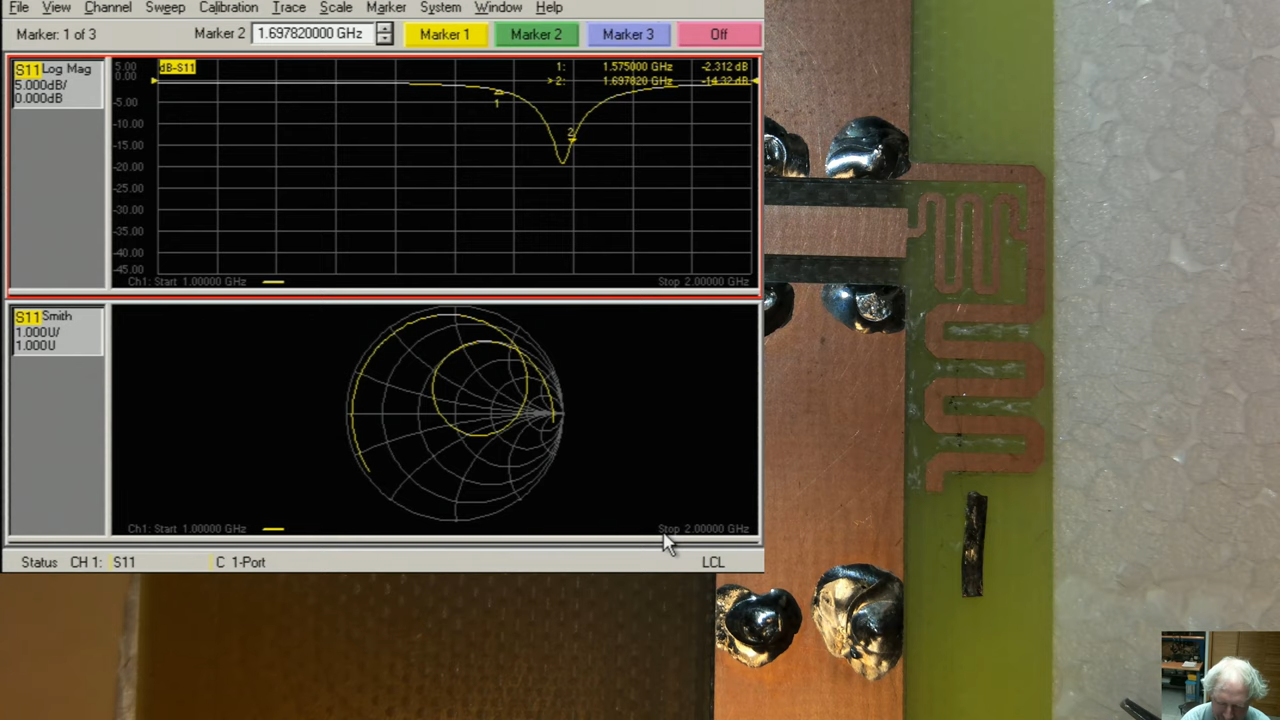 File View Channel Sweep Calibration Trace Scale Marker System Window Help
Marker: 1 of 3 Marker 2 1.697820000 GHz Marker 1 Marker 2 Marker 3 Off
S11 Log Mag
5.000dB/
0.000dB
dB-S11
1: 1.575000 GHz -2.312 dB
> 2: 1.697820 GHz -14.32 dB
5.00
0.00
-5.00
-10.00
-15.00
-20.00
-25.00
-30.00
-35.00
-40.00
-45.00
1
2
Ch1: Start 1.00000 GHz Stop 2.00000 GHz
S11 Smith
1.000U/
1.000U
Ch1: Start 1.00000 GHz Stop 2.00000 GHz
Status CH 1: S11 C 1-Port LCL